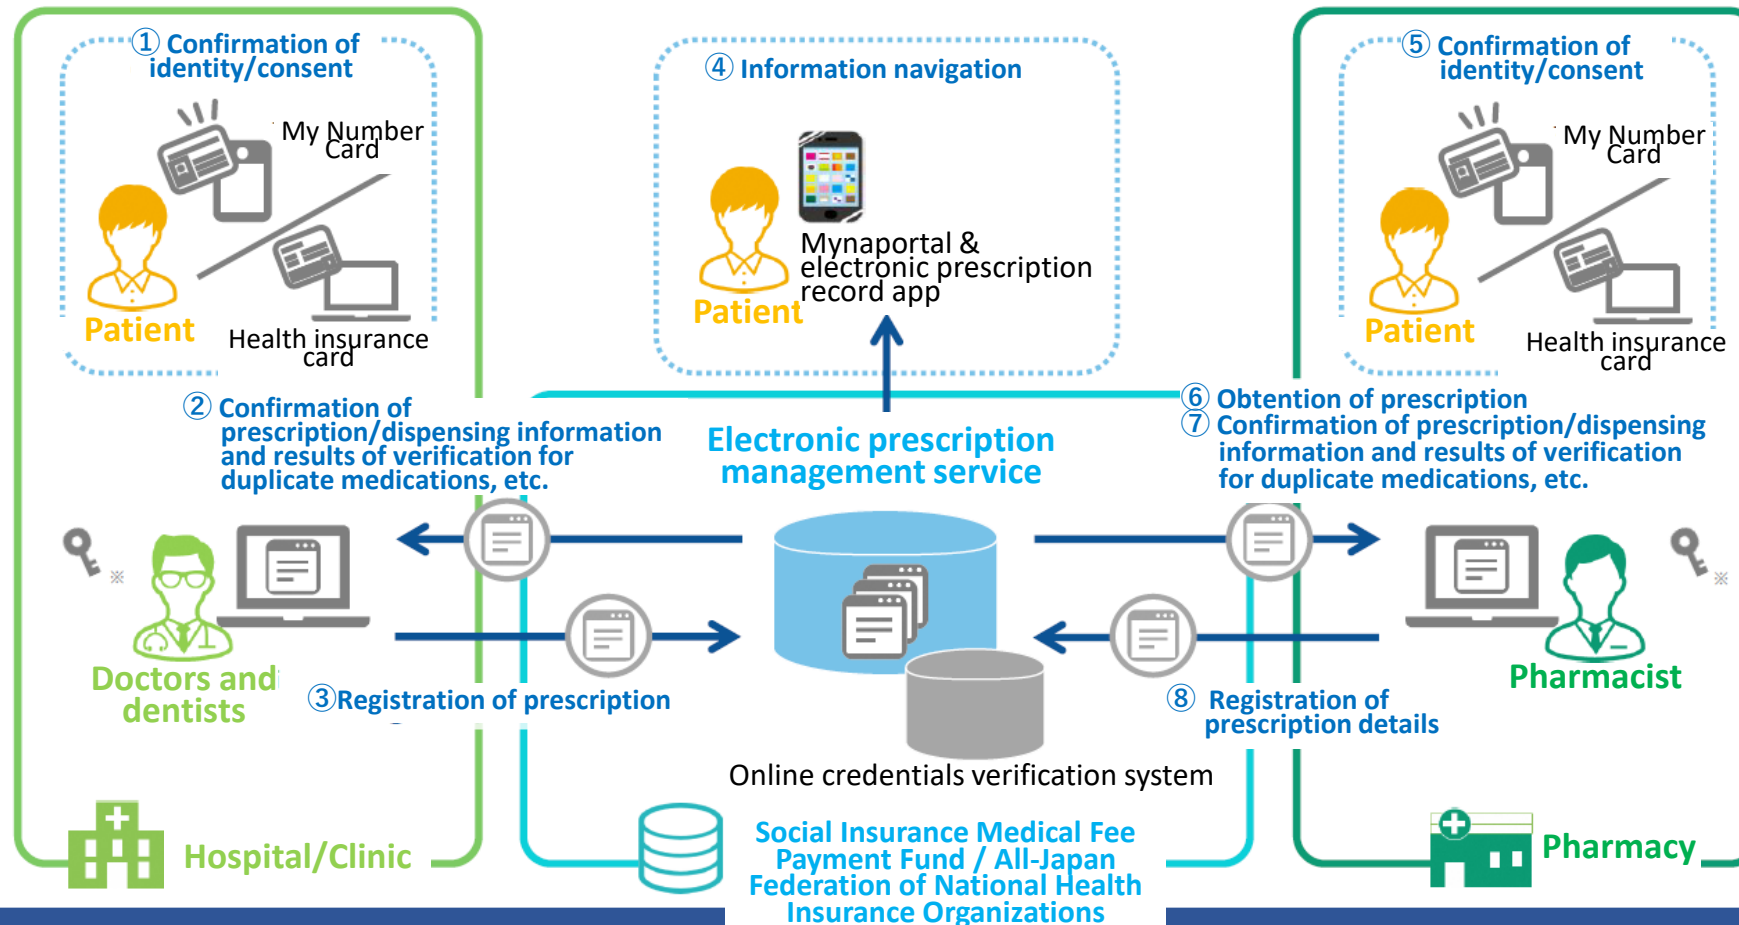 ① Confirmation of
identity/consent
My Number
Card
Patient
Health insurance
card
② Confirmation of
prescription/dispensing information
and results of verification for
duplicate medications, etc.
※
Doctors and
dentists
③Registration of prescription
Hospital/Clinic
④ Information navigation
Mynaportal &
electronic prescription
record app
Patient
Electronic prescription
management service
Online credentials verification system
Social Insurance Medical Fee
Payment Fund / All-Japan
Federation of National Health
Insurance Organizations
⑤ Confirmation of
identity/consent
My Number
Card
Patient
Health insurance
card
⑥ Obtention of prescription
⑦ Confirmation of prescription/dispensing
information and results of verification
for duplicate medications, etc.
※
Pharmacist
⑧ Registration of
prescription details
Pharmacy